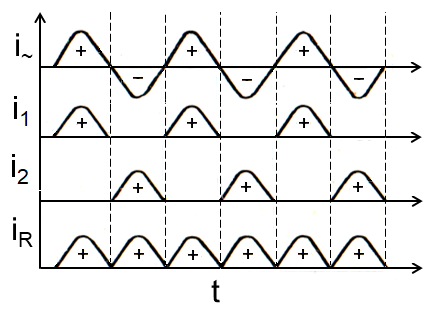 i~
+ + +
− − −
i1
+ + +
i2
+ + +
iR
+ + + + + +
t